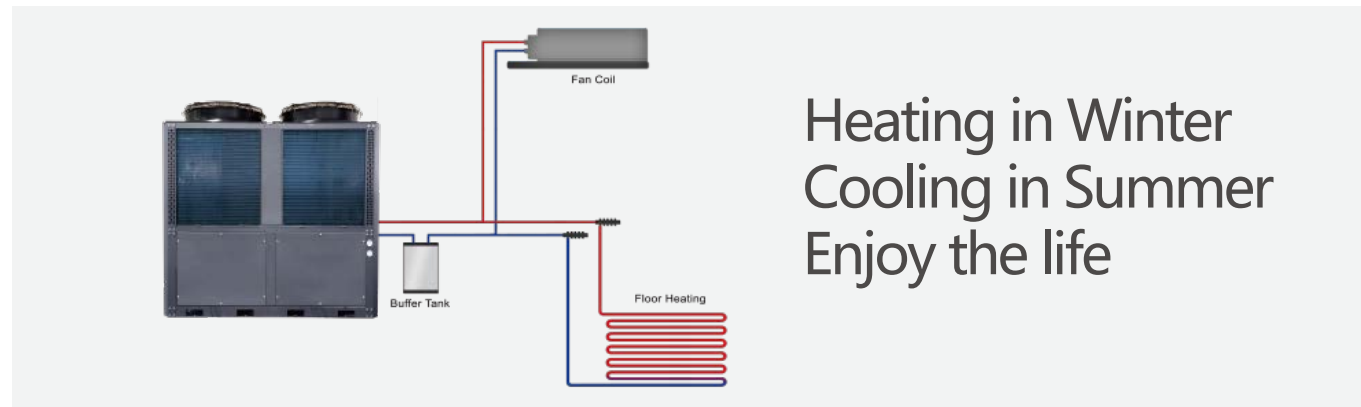 Fan Coil
Heating in Winter
Cooling in Summer
Enjoy the life
Buffer Tank
Floor Heating